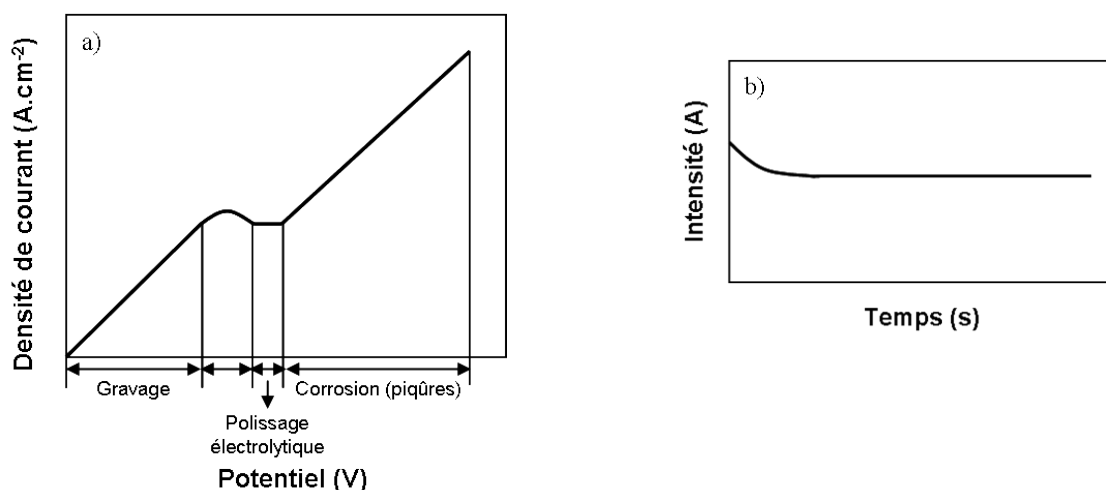 a)
Densité de courant (A.cm-2)
Gravage
Corrosion (piqûres)
Polissage
électrolytique
Potentiel (V)
b)
Intensité (A)
Temps (s)